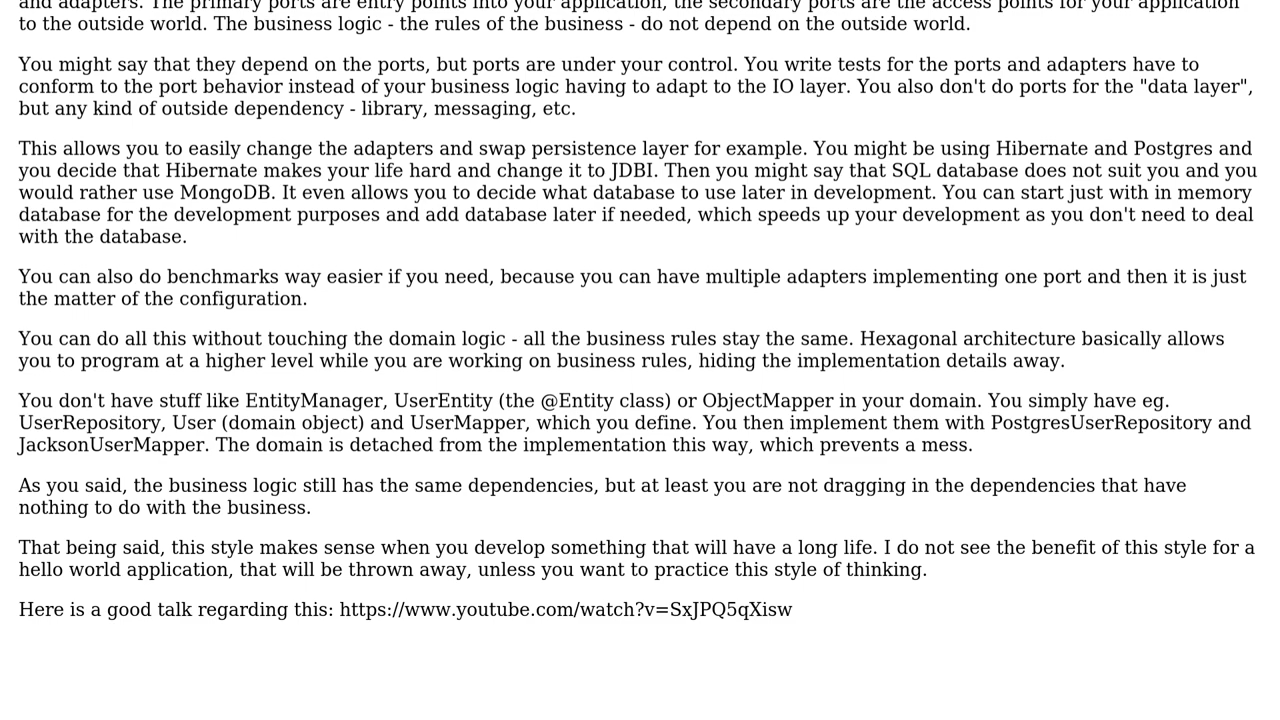 and adapters. The primary ports are entry points into your application, the secondary ports are the access points for your application
to the outside world. The business logic - the rules of the business - do not depend on the outside world.
You might say that they depend on the ports, but ports are under your control. You write tests for the ports and adapters have to
conform to the port behavior instead of your business logic having to adapt to the IO layer. You also don't do ports for the "data layer",
but any kind of outside dependency - library, messaging, etc.
This allows you to easily change the adapters and swap persistence layer for example. You might be using Hibernate and Postgres and
you decide that Hibernate makes your life hard and change it to JDBI. Then you might say that SQL database does not suit you and you
would rather use MongoDB. It even allows you to decide what database to use later in development. You can start just with in memory
database for the development purposes and add database later if needed, which speeds up your development as you don't need to deal
with the database.
You can also do benchmarks way easier if you need, because you can have multiple adapters implementing one port and then it is just
the matter of the configuration.
You can do all this without touching the domain logic - all the business rules stay the same. Hexagonal architecture basically allows
you to program at a higher level while you are working on business rules, hiding the implementation details away.
You don't have stuff like EntityManager, UserEntity (the @Entity class) or ObjectMapper in your domain. You simply have eg.
UserRepository, User (domain object) and UserMapper, which you define. You then implement them with PostgresUserRepository and
JacksonUserMapper. The domain is detached from the implementation this way, which prevents a mess.
As you said, the business logic still has the same dependencies, but at least you are not dragging in the dependencies that have
nothing to do with the business.
That being said, this style makes sense when you develop something that will have a long life. I do not see the benefit of this style for a
hello world application, that will be thrown away, unless you want to practice this style of thinking.
Here is a good talk regarding this: https://www.youtube.com/watch?v=SxJPQ5qXisw